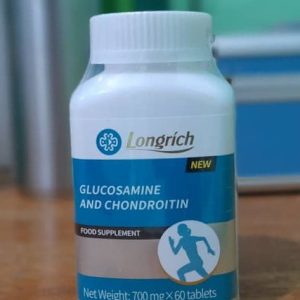 Longrich
NEW
GLUCOSAMINE
AND CHONDROITIN
FOOD SUPPLEMENT
Net Weight: 700 mg×60 tablets